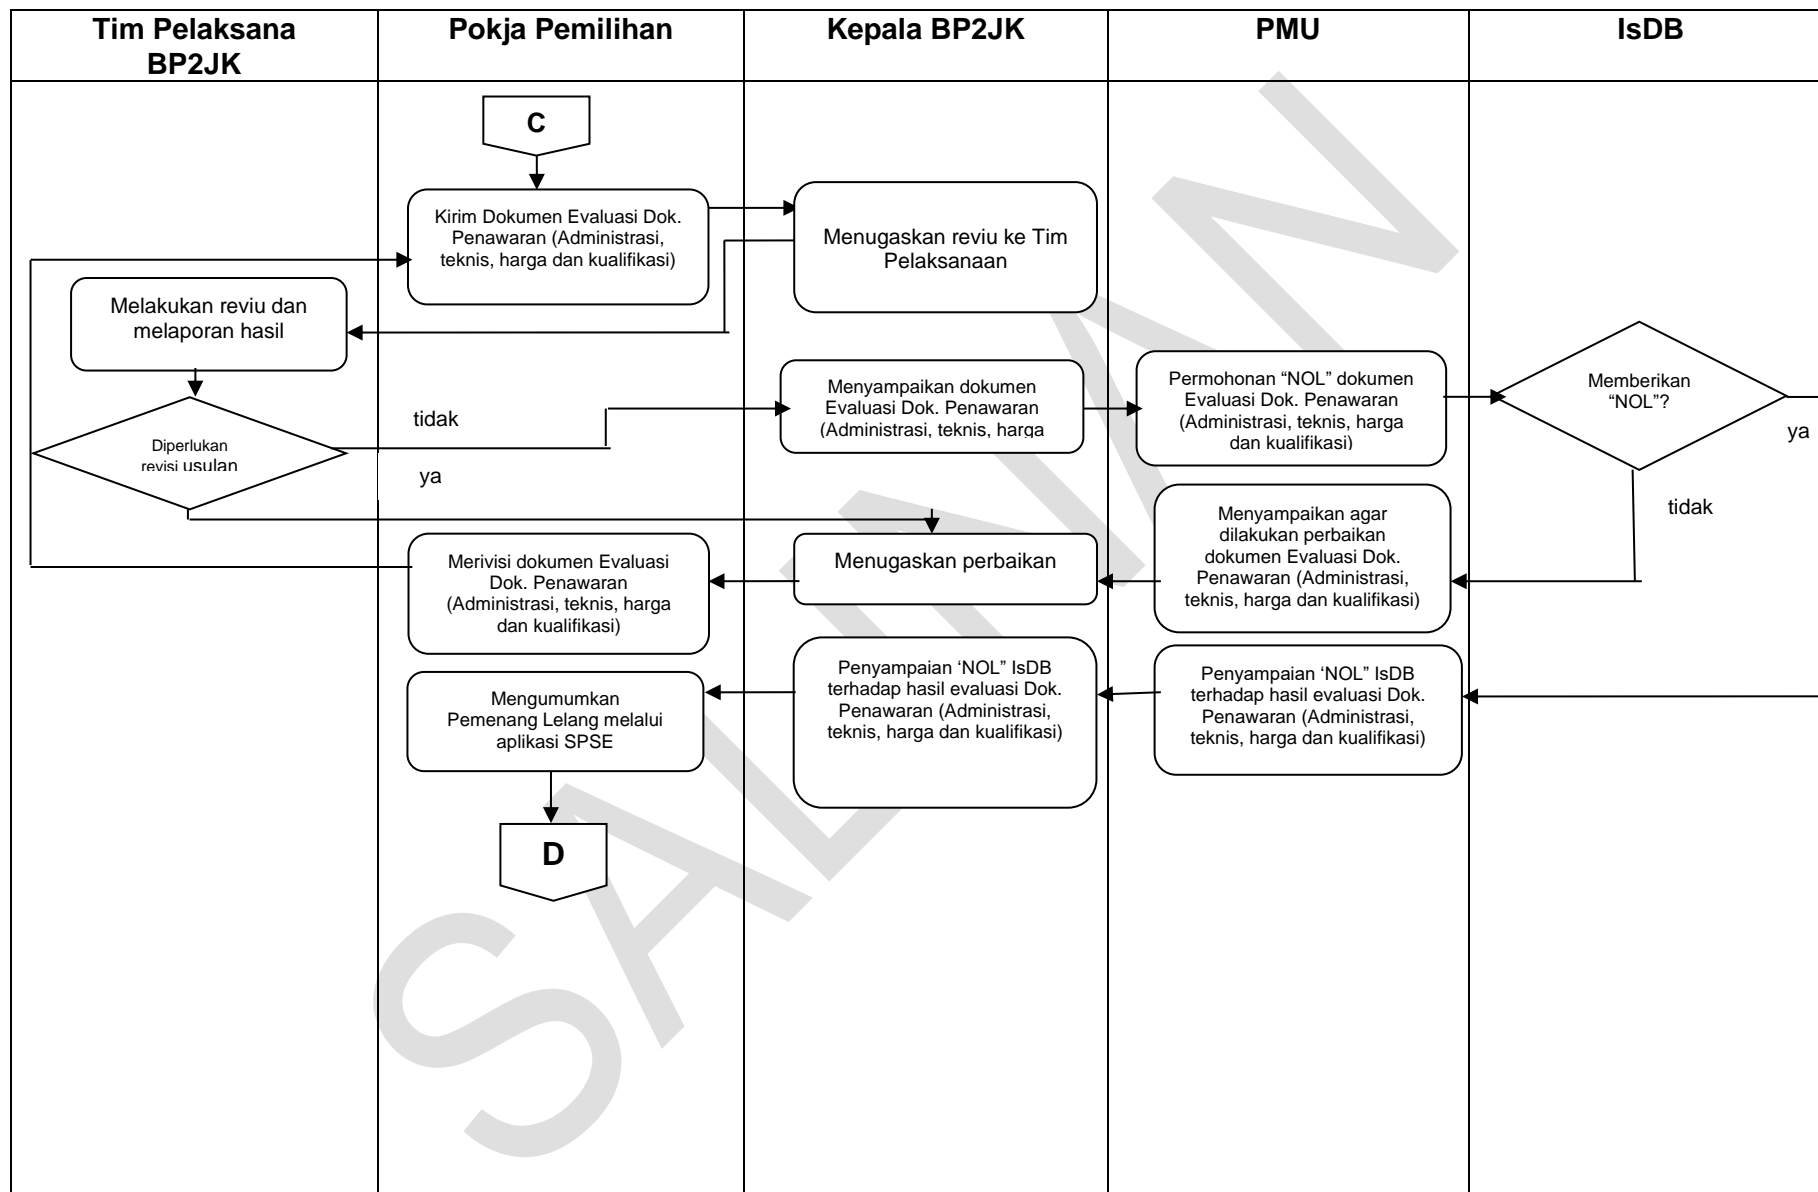 Tim Pelaksana
BP2JK
Pokja Pemilihan
Kepala BP2JK
PMU
IsDB
C
Kirim Dokumen Evaluasi Dok.
Penawaran (Administrasi,
teknis, harga dan kualifikasi)
Menugaskan reviu ke Tim
Pelaksanaan
Melakukan reviu dan
melaporan hasil
Diperlukan
revisi usulan
tidak
ya
Menyampaikan dokumen
Evaluasi Dok. Penawaran
(Administrasi, teknis, harga
Permohonan “NOL” dokumen
Evaluasi Dok. Penawaran
(Administrasi, teknis, harga
dan kualifikasi)
Memberikan
“NOL”?
ya
tidak
Menyampaikan agar
dilakukan perbaikan
dokumen Evaluasi Dok.
Penawaran (Administrasi,
teknis, harga dan kualifikasi)
Menugaskan perbaikan
Merivisi dokumen Evaluasi
Dok. Penawaran
(Administrasi, teknis, harga
dan kualifikasi)
Mengumumkan
Pemenang Lelang melalui
aplikasi SPSE
Penyampaian ‘NOL” IsDB
terhadap hasil evaluasi Dok.
Penawaran (Administrasi,
teknis, harga dan kualifikasi)
Penyampaian ‘NOL” IsDB
terhadap hasil evaluasi Dok.
Penawaran (Administrasi,
teknis, harga dan kualifikasi)
D
SALINAN